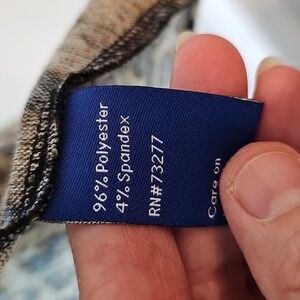 96% Polyester
4% Spandex
RN#73277
Care on